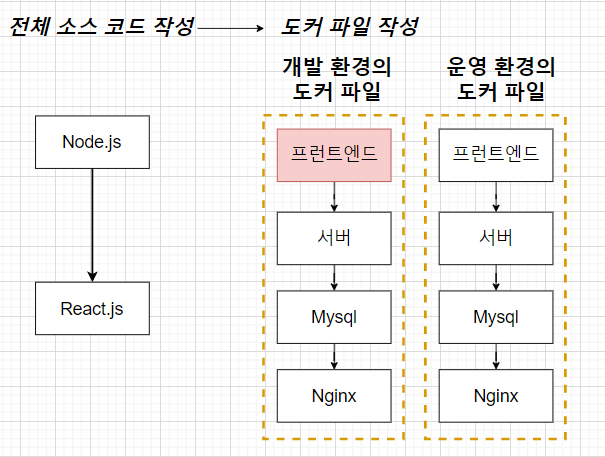 전체 소스 코드 작성
도커 파일 작성
개발 환경의
도커 파일
운영 환경의
도커 파일
Node.js
React.js
프런트엔드
서버
Mysql
Nginx
프런트엔드
서버
Mysql
Nginx